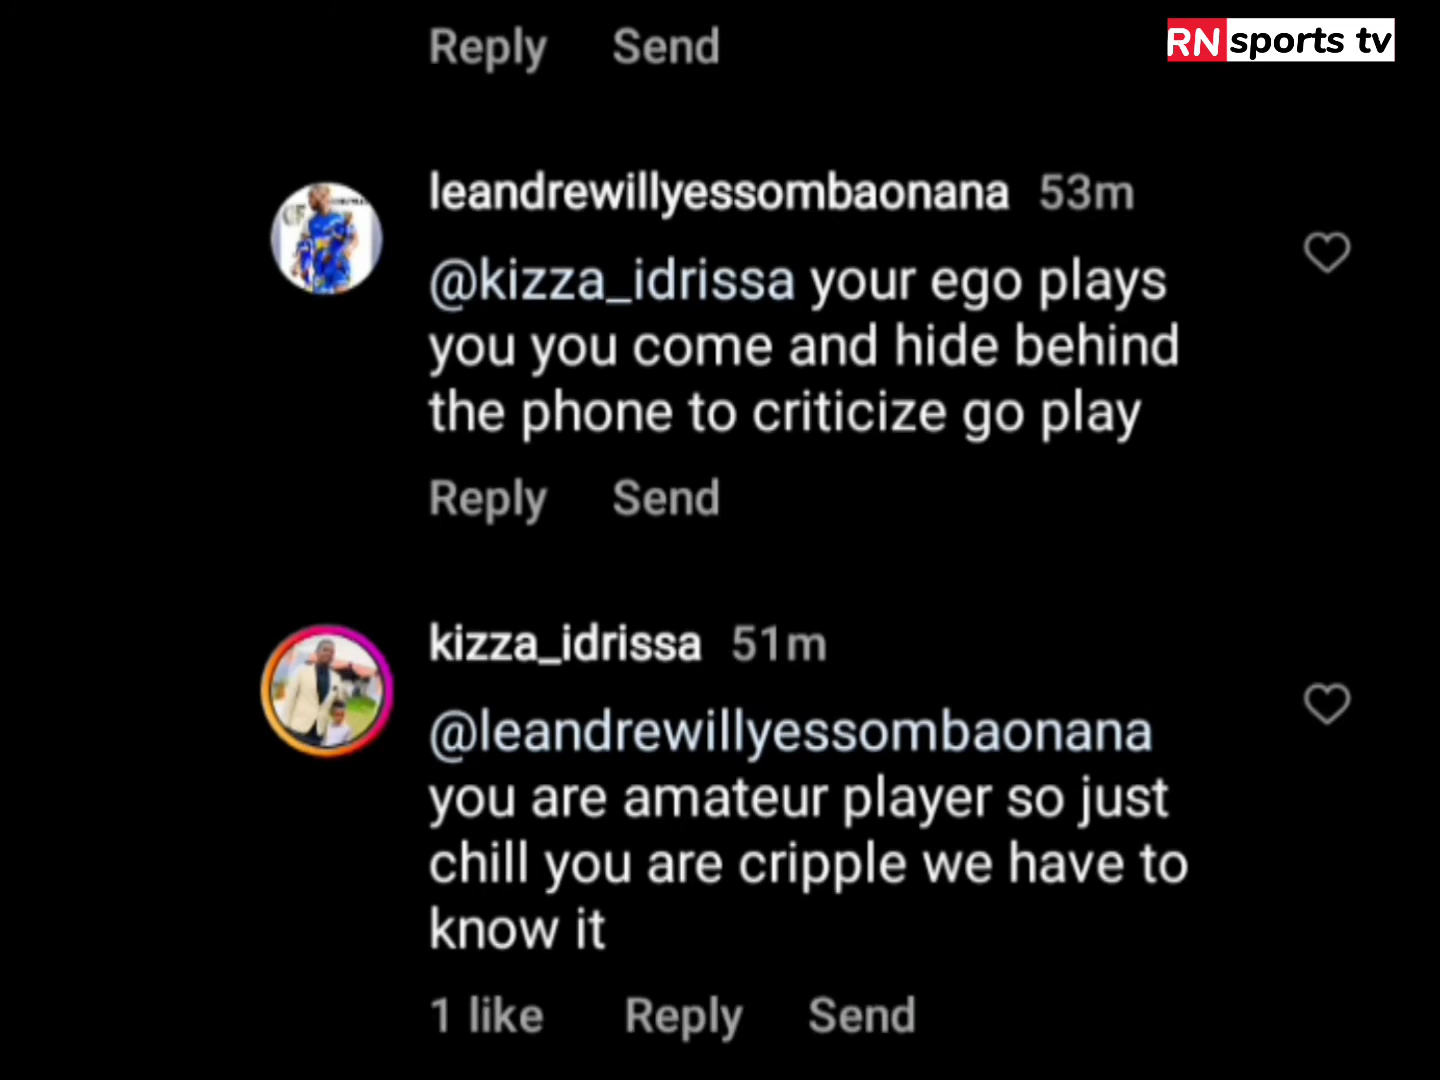 Reply Send
RN sports tv
leandrewillyessombaonana 53m
@kizza_idrissa your ego plays
you you come and hide behind
the phone to criticize go play
Reply Send
kizza_idrissa 51m
@leandrewillyessombaonana
you are amateur player so just
chill you are cripple we have to
know it
1 like Reply Send